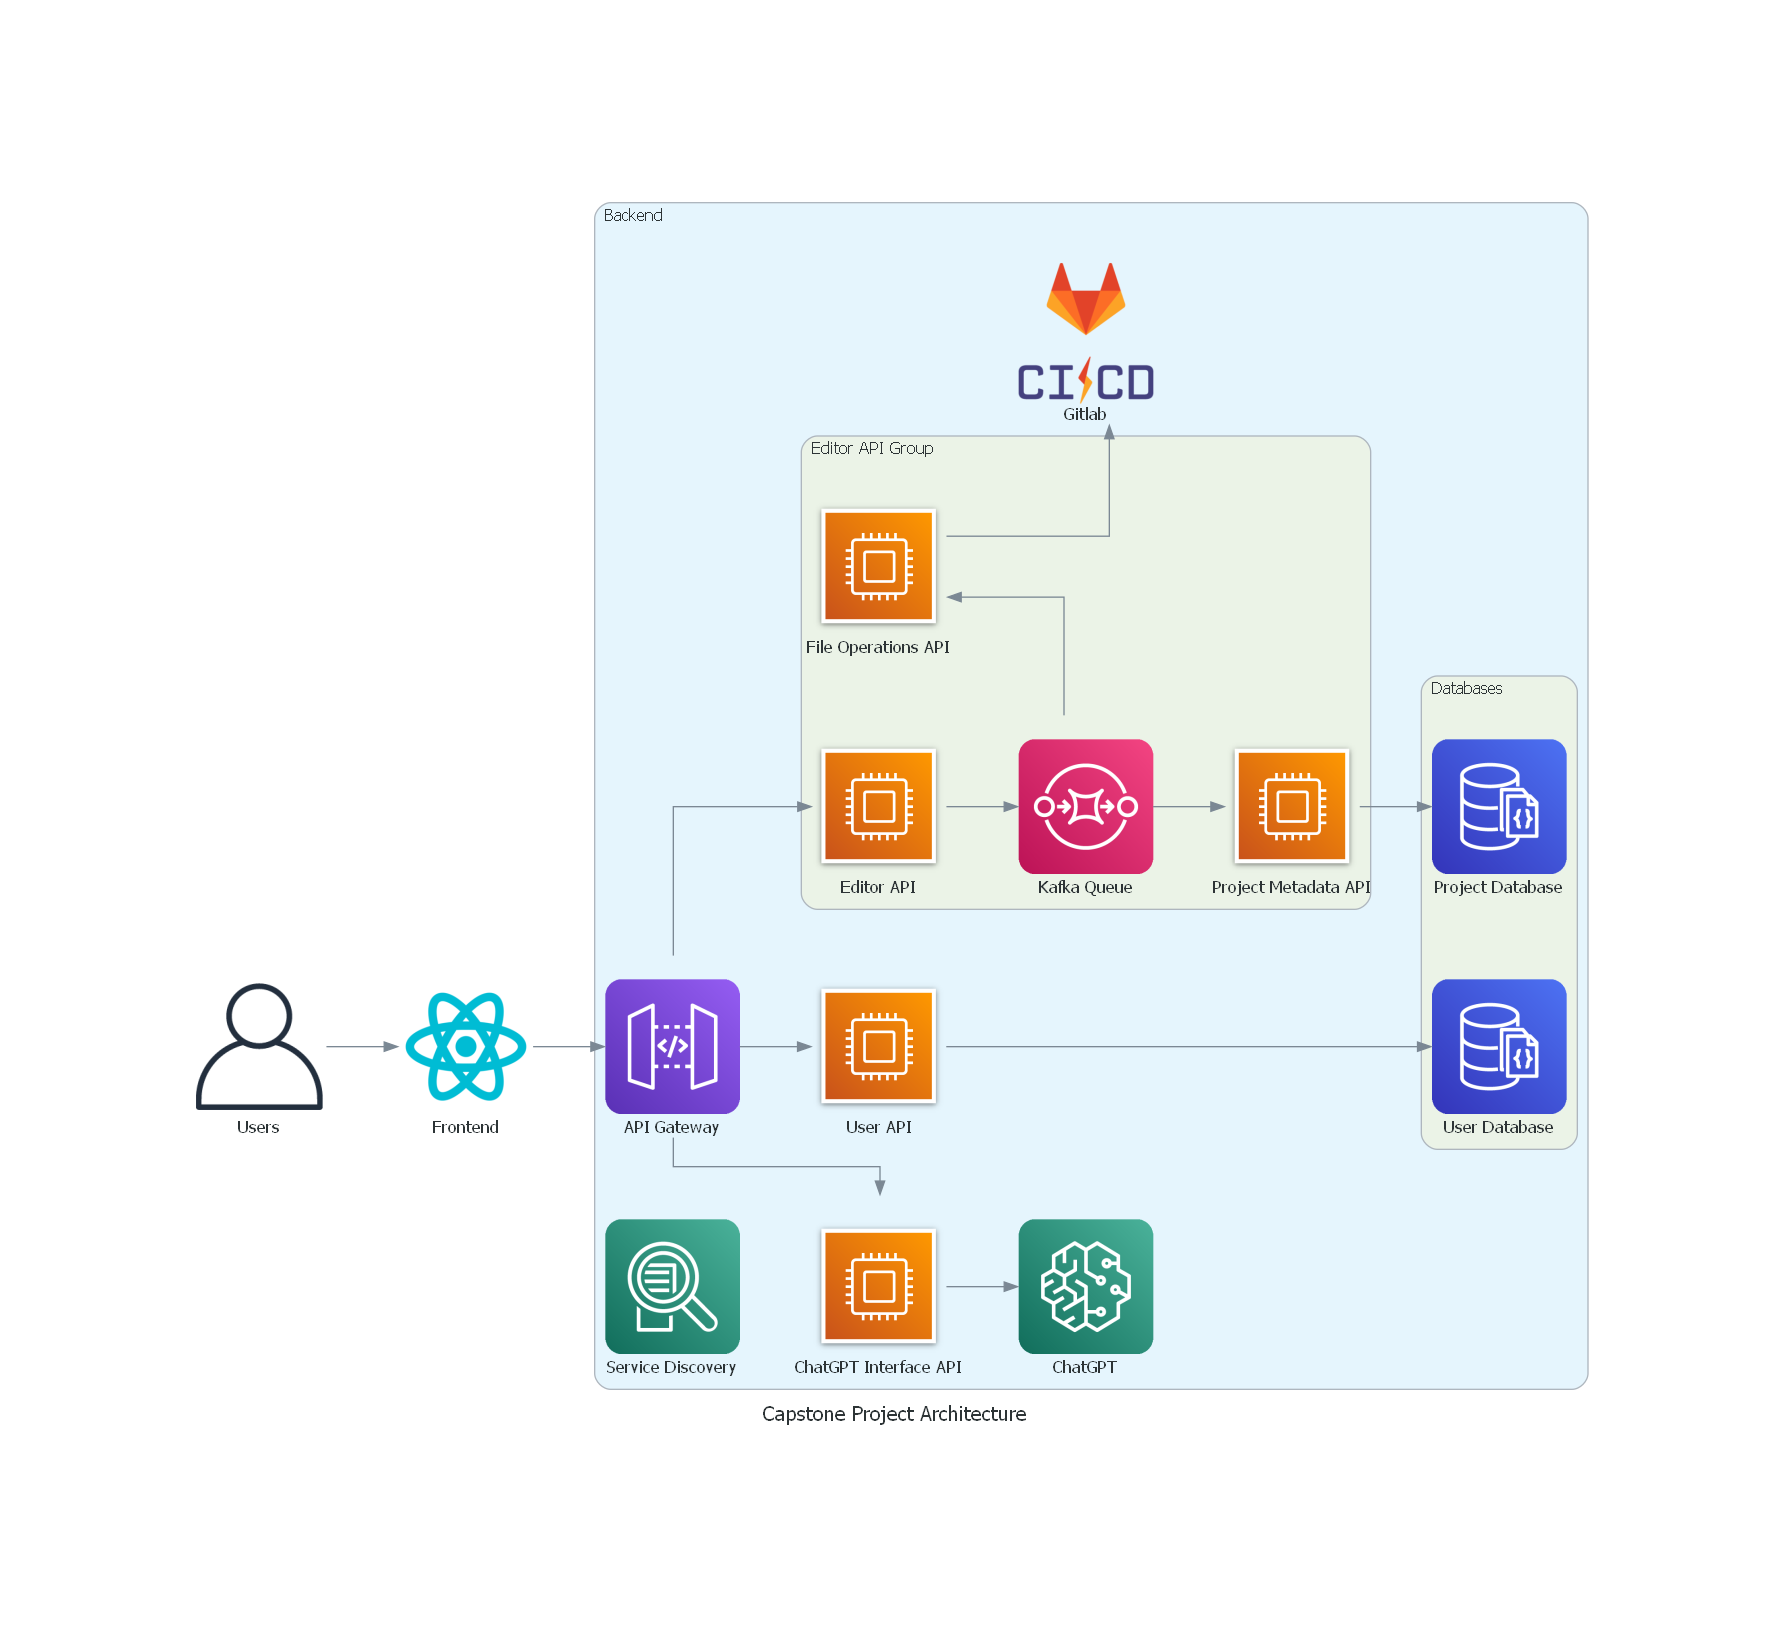 Backend
CI CD
Gitlab
Editor API Group
File Operations API
Databases
Editor API
Kafka Queue
Project Metadata API
Project Database
Users
Frontend
</>
API Gateway
User API
{}
User Database
Service Discovery
ChatGPT Interface API
ChatGPT
Capstone Project Architecture